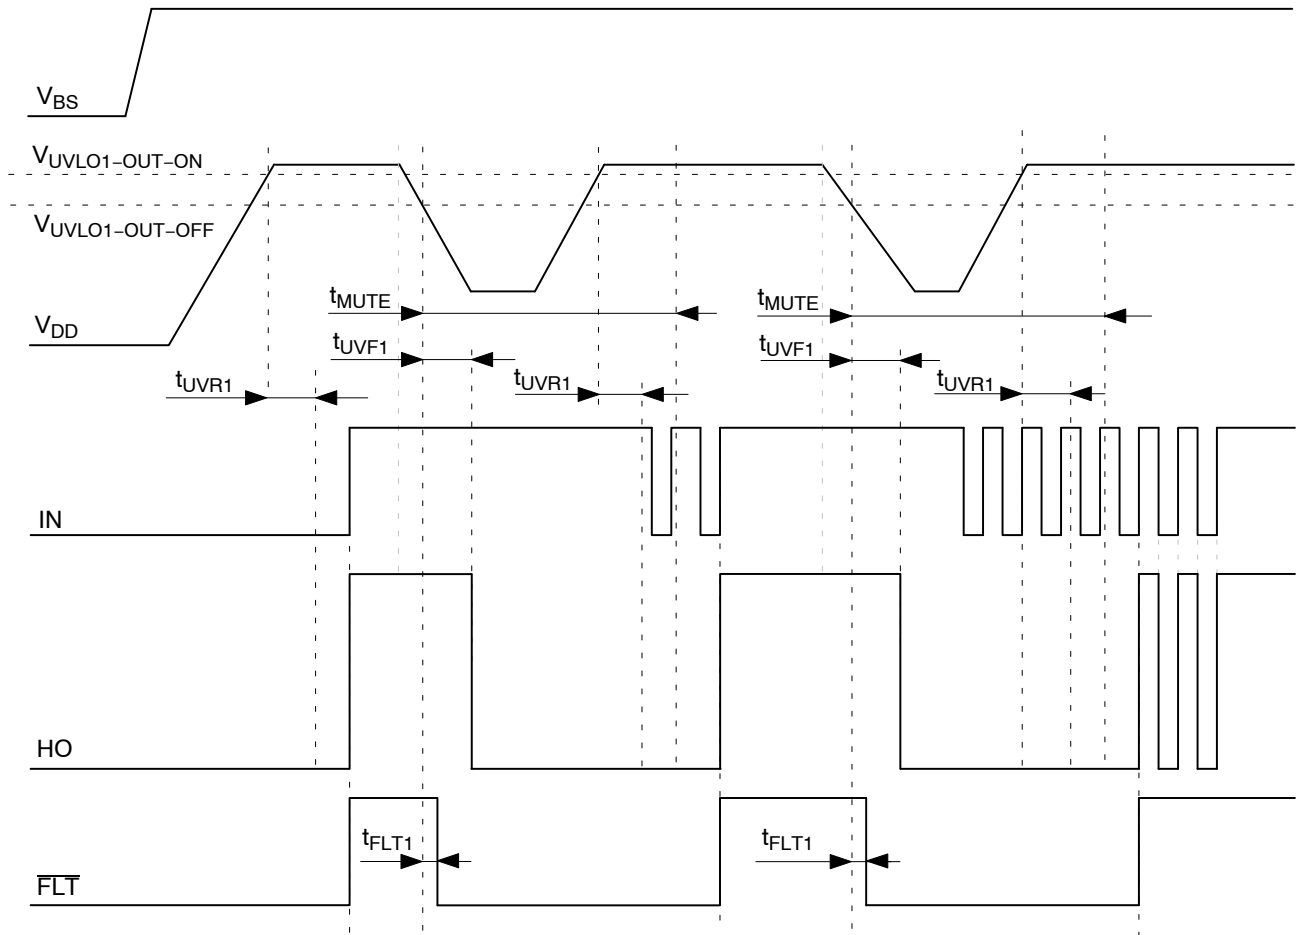 VBS
VUVLO1–OUT–ON
VUVLO1–OUT–OFF
tMUTE
tMUTE
VDD
tUVF1
tUVF1
tUVR1
tUVR1
tUVR1
IN
HO
tFLT1
tFLT1
FLT